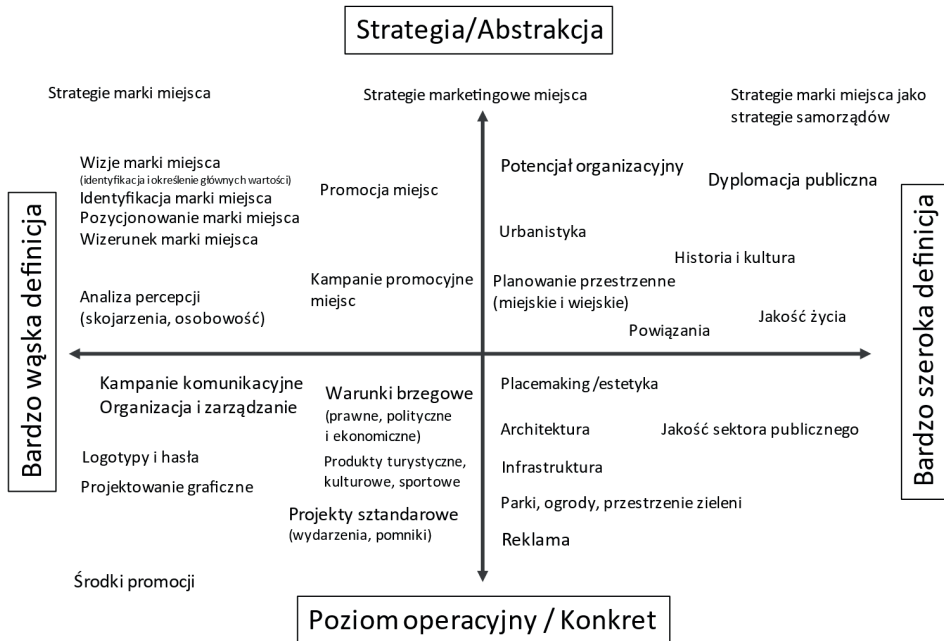 Strategia/Abstrakcja
Strategie marki miejsca
Strategie marketingowe miejsca
Strategie marki miejsca jako
strategie samorządów
Wizje marki miejsca
(identyfikacja i określenie głównych wartości)
Identyfikacja marki miejsca
Pozycjonowanie marki miejsca
Wizerunek marki miejsca
Promocja miejsc
Potencjał organizacyjny
Dyplomacja publiczna
Urbanistyka
Historia i kultura
Analiza percepcji
(skojarzenia, osobowość)
Kampanie promocyjne
miejsc
Planowanie przestrzenne
(miejskie i wiejskie)
Powiązania
Jakość życia
Bardzo wąska definicja
Bardzo szeroka definicja
Kampanie komunikacyjne
Organizacja i zarządzanie
Warunki brzegowe
(prawne, polityczne
i ekonomiczne)
Placemaking /estetyka
Architektura
Jakość sektora publicznego
Logotypy i hasła
Projektowanie graficzne
Produkty turystyczne,
kulturowe, sportowe
Infrastruktura
Parki, ogrody, przestrzenie zieleni
Projekty sztandarowe
(wydarzenia, pomniki)
Reklama
Środki promocji
Poziom operacyjny / Konkret